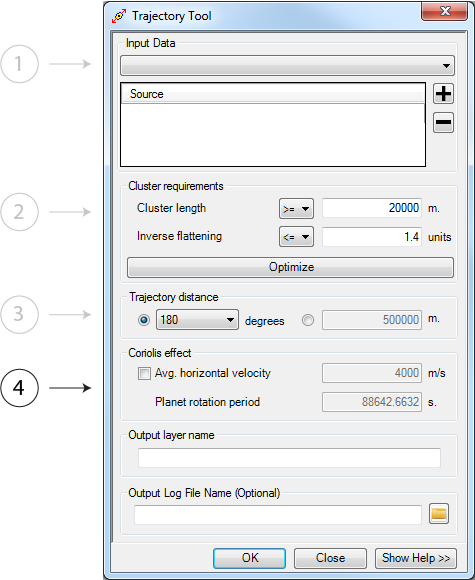 Trajectory Tool
1
Input Data
Source
2
Cluster requirements
Cluster length >= 20000 m.
Inverse flattening <= 1.4 units
Optimize
3
Trajectory distance
180 degrees 500000 m.
4
Coriolis effect
Avg. horizontal velocity 4000 m/s
Planet rotation period 88642,6632 s.
Output layer name
Output Log File Name (Optional)
OK Close Show Help >>